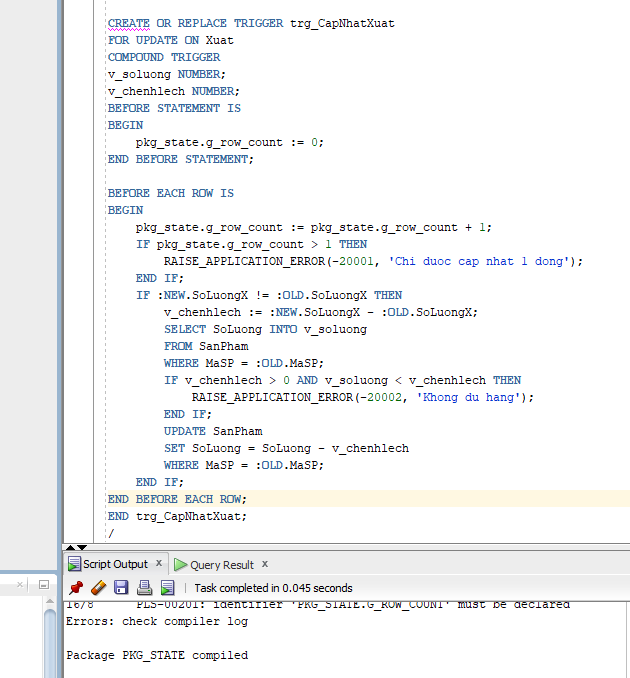 CREATE OR REPLACE TRIGGER trg_CapNhatXuat
FOR UPDATE ON Xuat
COMPOUND TRIGGER
v_soluong NUMBER;
v_chenhlech NUMBER;
BEFORE STATEMENT IS
BEGIN
    pkg_state.g_row_count := 0;
END BEFORE STATEMENT;

BEFORE EACH ROW IS
BEGIN
    pkg_state.g_row_count := pkg_state.g_row_count + 1;
    IF pkg_state.g_row_count > 1 THEN
        RAISE_APPLICATION_ERROR(-20001, 'Chi duoc cap nhat 1 dong');
    END IF;
    IF :NEW.SoLuongX != :OLD.SoLuongX THEN
        v_chenhlech := :NEW.SoLuongX - :OLD.SoLuongX;
        SELECT SoLuong INTO v_soluong
        FROM SanPham
        WHERE MaSP = :OLD.MaSP;
        IF v_chenhlech > 0 AND v_soluong < v_chenhlech THEN
            RAISE_APPLICATION_ERROR(-20002, 'Khong du hang');
        END IF;
        UPDATE SanPham
        SET SoLuong = SoLuong - v_chenhlech
        WHERE MaSP = :OLD.MaSP;
    END IF;
END BEFORE EACH ROW;
END trg_CapNhatXuat;
/
Script Output x Query Result x
Task completed in 0.045 seconds
16/8 PLS-00201: identifier 'PKG_STATE.G_ROW_COUNT' must be declared
Errors: check compiler log

Package PKG_STATE compiled